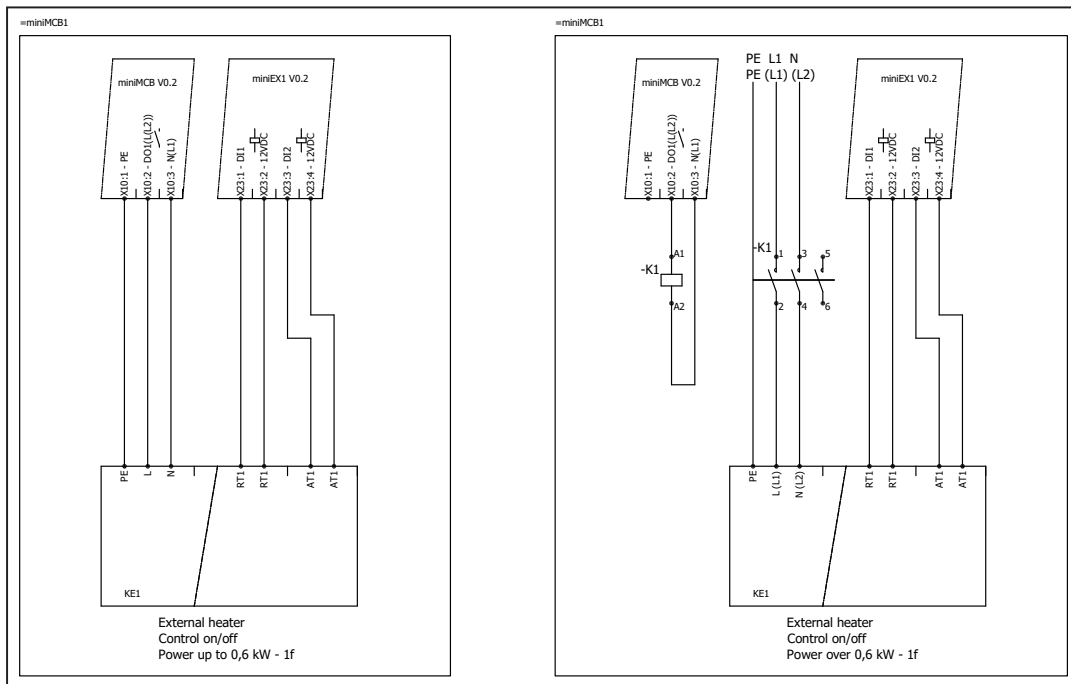 =miniMCB1
miniMCB V0.2
miniEX1 V0.2
X10:1 - PE
X10:2 - DO1(L(L2))
X10:3 - N(L1)
X23:1 - DI1
X23:2 - 12VDC
X23:3 - DI2
X23:4 - 12VDC
PE
L
N
RT1
RT1
AT1
AT1
KE1
External heater
Control on/off
Power up to 0,6 kW - 1f
=miniMCB1
PE L1 N
PE (L1) (L2)
miniMCB V0.2
miniEX1 V0.2
X10:1 - PE
X10:2 - DO1(L(L2))
X10:3 - N(L1)
X23:1 - DI1
X23:2 - 12VDC
X23:3 - DI2
X23:4 - 12VDC
-K1
A1
A2
-K1
1
3
5
2
4
6
PE
L (L1)
N (L2)
RT1
RT1
AT1
AT1
KE1
External heater
Control on/off
Power over 0,6 kW - 1f